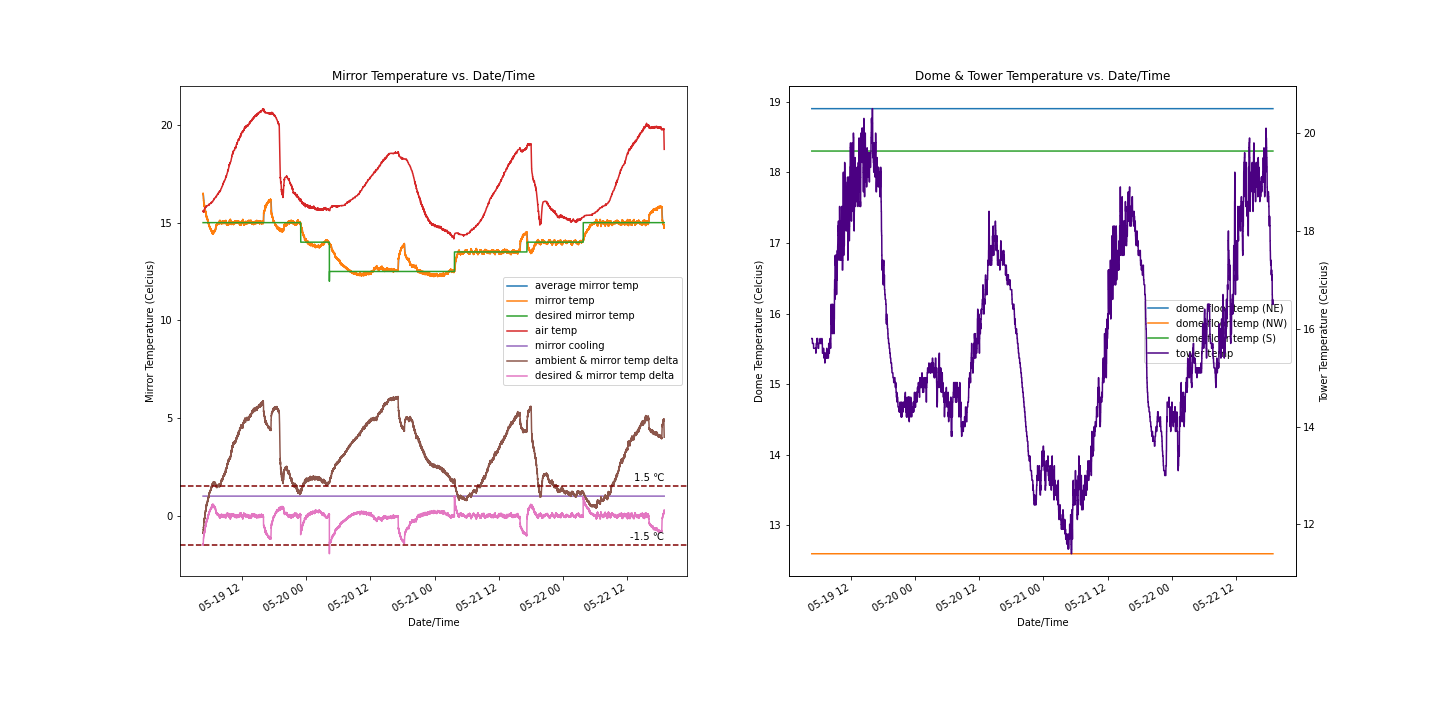 Mirror Temperature vs. Date/Time
Mirror Temperature (Celcius)
20
15
10
5
0
average mirror temp
mirror temp
desired mirror temp
air temp
mirror cooling
ambient & mirror temp delta
desired & mirror temp delta
1.5 °C
-1.5 °C
05-19 12
05-20 00
05-20 12
05-21 00
05-21 12
05-22 00
05-22 12
Date/Time
Dome & Tower Temperature vs. Date/Time
Dome Temperature (Celcius)
19
18
17
16
15
14
13
dome floor temp (NE)
dome floor temp (NW)
dome floor temp (S)
tower temp
20
18
16
14
12
Tower Temperature (Celcius)
05-19 12
05-20 00
05-20 12
05-21 00
05-21 12
05-22 00
05-22 12
Date/Time